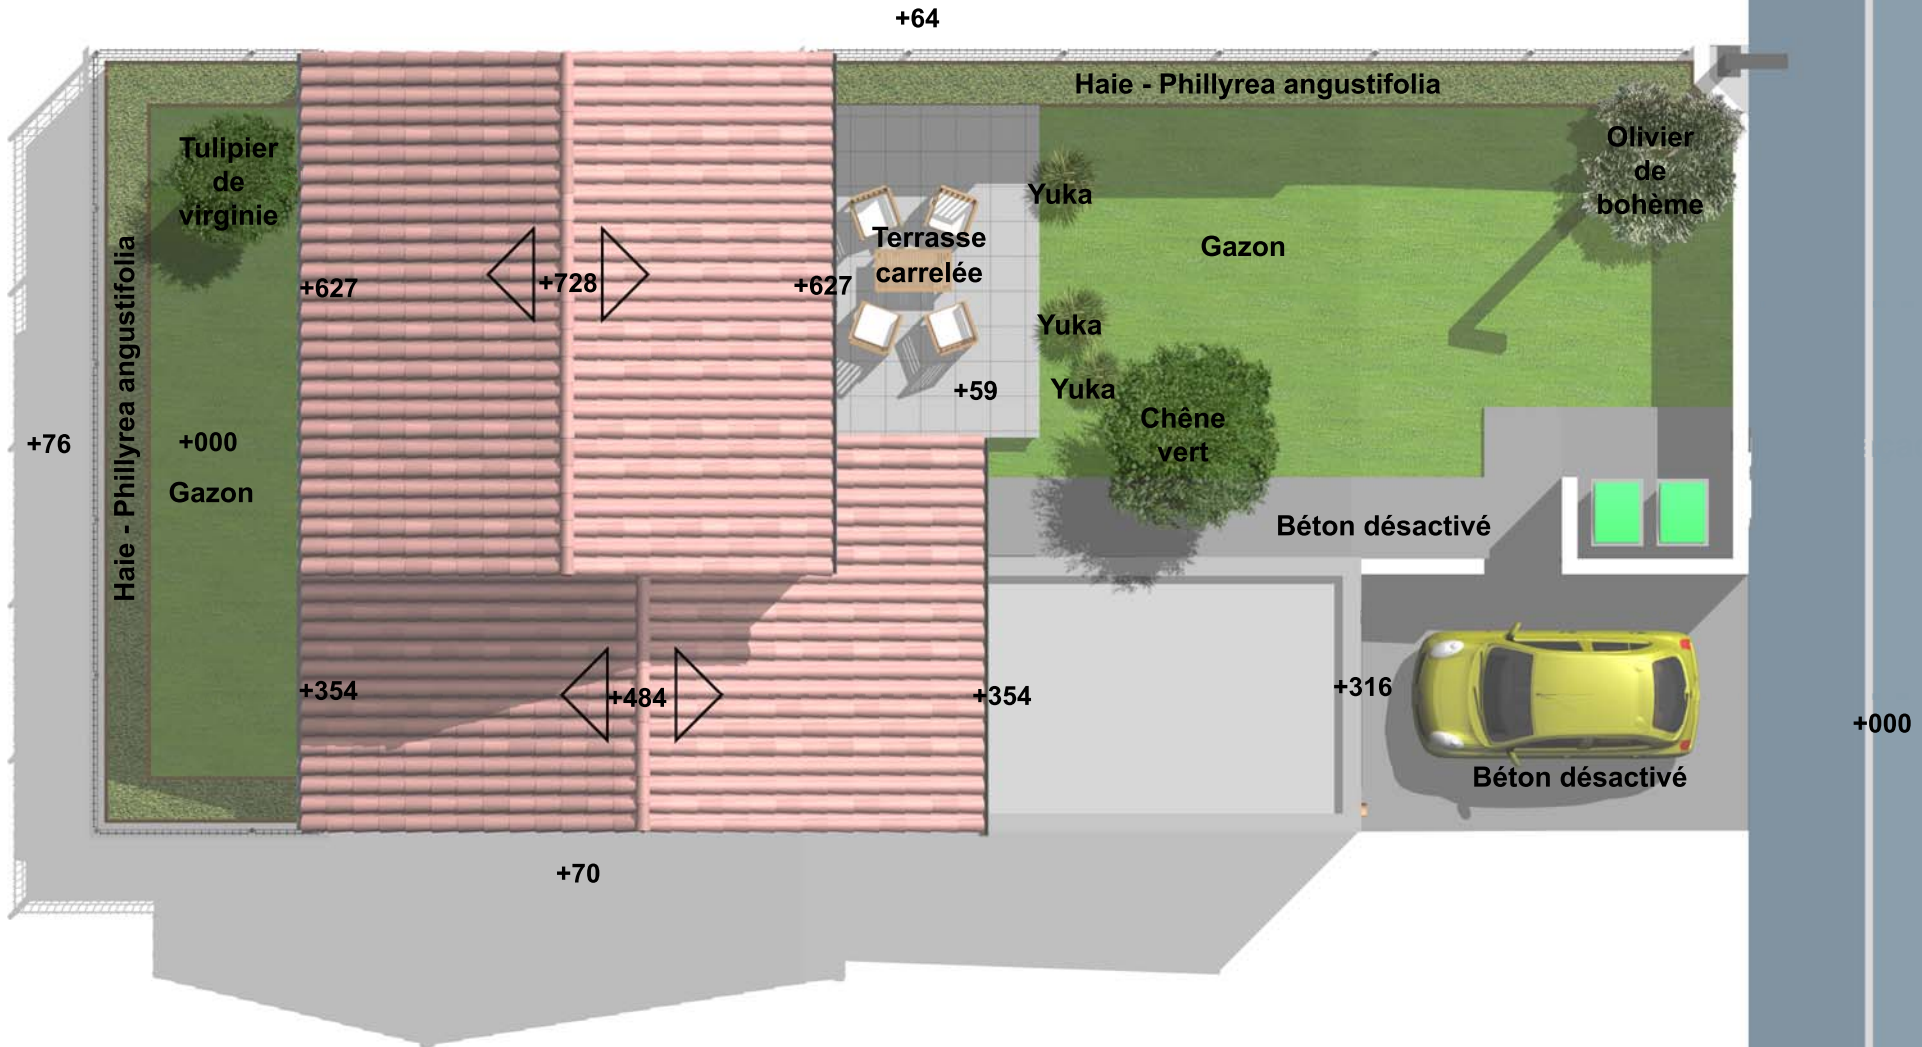 +64
Haie - Phillyrea angustifolia
Tulipier
de
virginie
Olivier
de
bohème
Yuka
Terrasse
carrelée
Gazon
+627
+728
+627
Yuka
Yuka
+59
Chêne
vert
Haie - Phillyrea angustifolia
+76
+000
Gazon
Béton désactivé
+354
+484
+354
+316
+000
Béton désactivé
+70